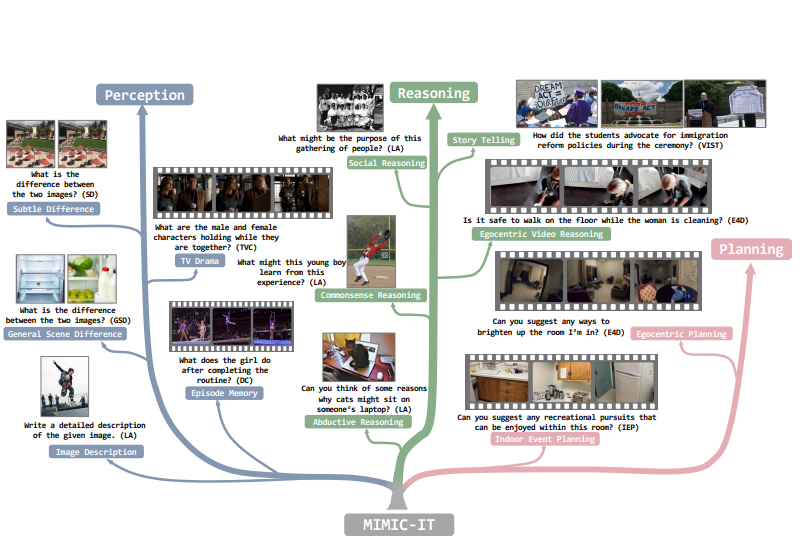 Perception
What is the
difference between
the two images? (SD)
Subtle Difference
What are the male and female
characters holding while they
are together? (TVC)
TV Drama
What is the difference
between the two images? (GSD)
General Scene Difference
What does the girl do
after completing the
routine? (DC)
Episode Memory
Write a detailed description
of the given image. (LA)
Image Description
Reasoning
What might be the purpose of this
gathering of people? (LA)
Social Reasoning
Story Telling
DREAM
ACT =
How did the students advocate for immigration
reform policies during the ceremony? (VIST)
Is it safe to walk on the floor while the woman is cleaning? (E4D)
Egocentric Video Reasoning
What might this young boy
learn from this
experience? (LA)
Commonsense Reasoning
Can you think of some reasons
why cats might sit on
someone's laptop? (LA)
Abductive Reasoning
Planning
Can you suggest any ways to
brighten up the room I'm in? (E4D)
Egocentric Planning
Can you suggest any recreational pursuits that
can be enjoyed within this room? (IEP)
Indoor Event Planning
MIMIC-IT